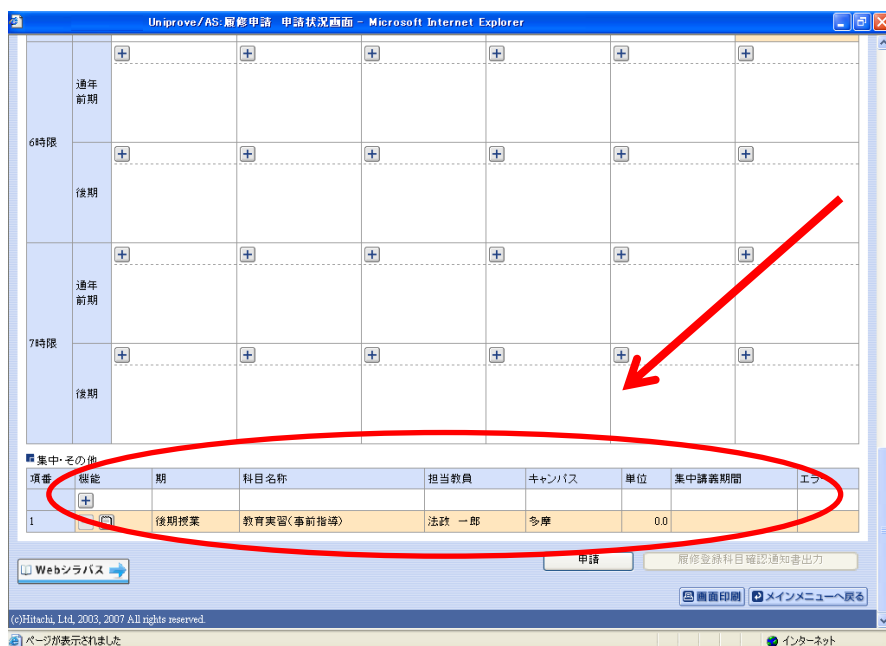 Uniprove/AS:履修申請 申請状況画面 - Microsoft Internet Explorer
通年
前期
6時限
後期
通年
前期
7時限
後期
集中・その他
項番 機能 期 科目名称 担当教員 キャンパス 単位 集中講義期間 エラー
1 後期授業 教育実習(事前指導) 法政 一郎 多摩 0.0
申請 履修登録科目確認通知書出力
Webシラバス
画面印刷 メインメニューへ戻る
(c)Hitachi, Ltd, 2003, 2007 All rights reserved.
ページが表示されました インターネット